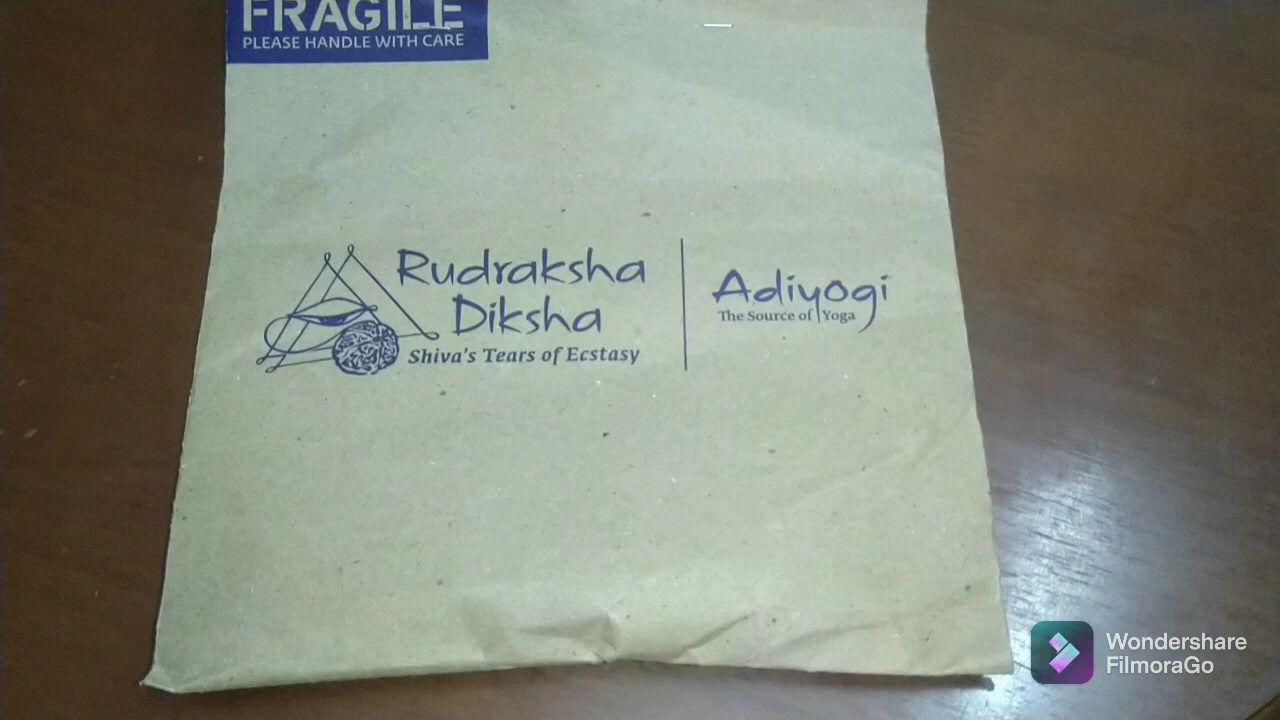 FRAGILE
PLEASE HANDLE WITH CARE
Rudraksha
Diksha
Shiva's Tears of Ecstasy
Adiyogi
The Source of Yoga
Wondershare
FilmoraGo